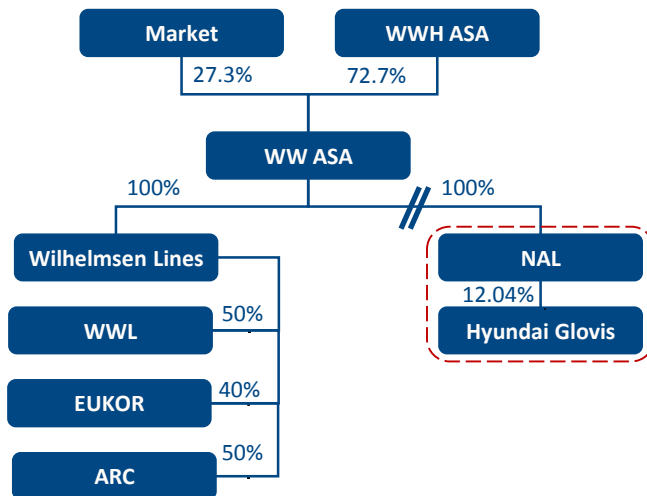 Market
WWH ASA
27.3%
72.7%
WW ASA
100%
100%
Wilhelmsen Lines
NAL
12.04%
WWL
50%
Hyundai Glovis
EUKOR
40%
ARC
50%